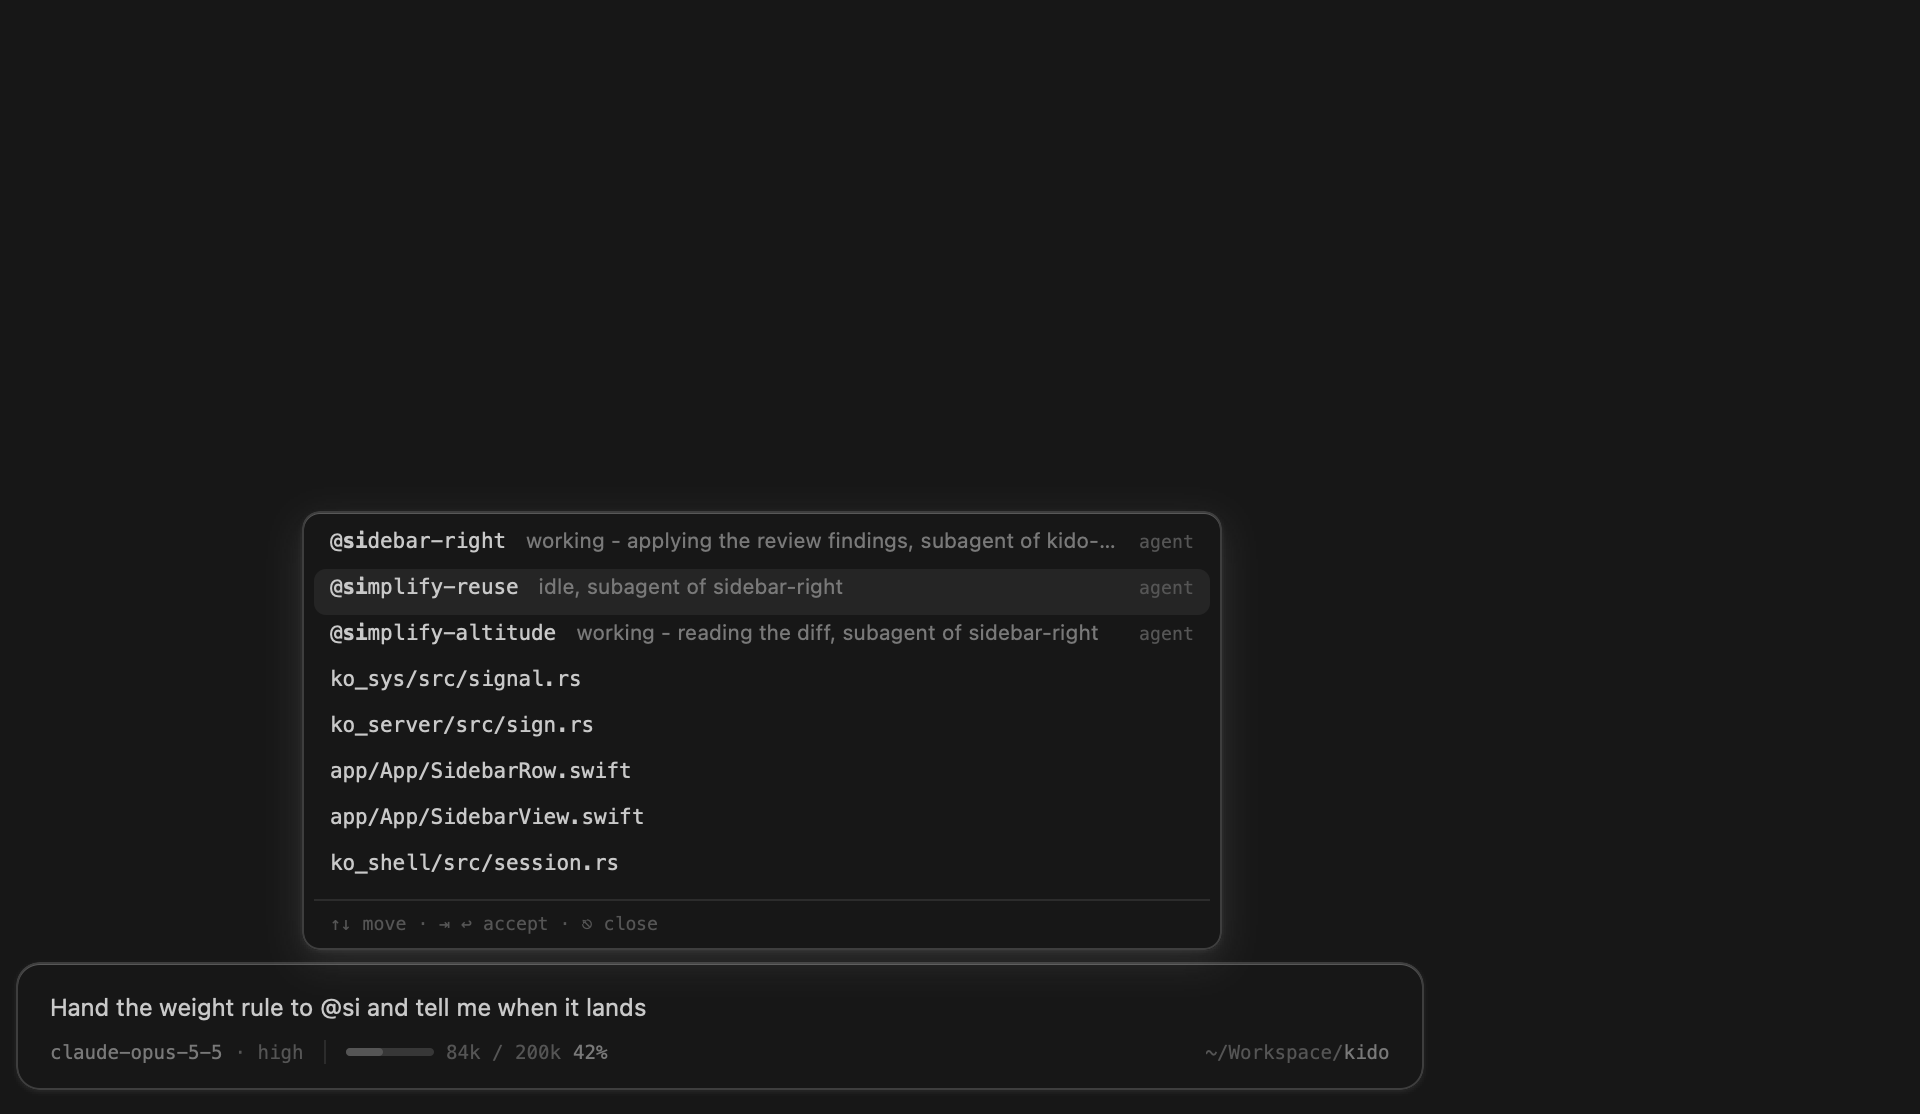 @sidebar-right working - applying the review findings, subagent of kido-... agent
@simplify-reuse idle, subagent of sidebar-right agent
@simplify-altitude working - reading the diff, subagent of sidebar-right agent
ko_sys/src/signal.rs
ko_server/src/sign.rs
app/App/SidebarRow.swift
app/App/SidebarView.swift
ko_shell/src/session.rs
↑↓ move · ⇥ ↩ accept · ⎋ close
Hand the weight rule to @si and tell me when it lands
claude-opus-5-5 · high 84k / 200k 42% ~/Workspace/kido